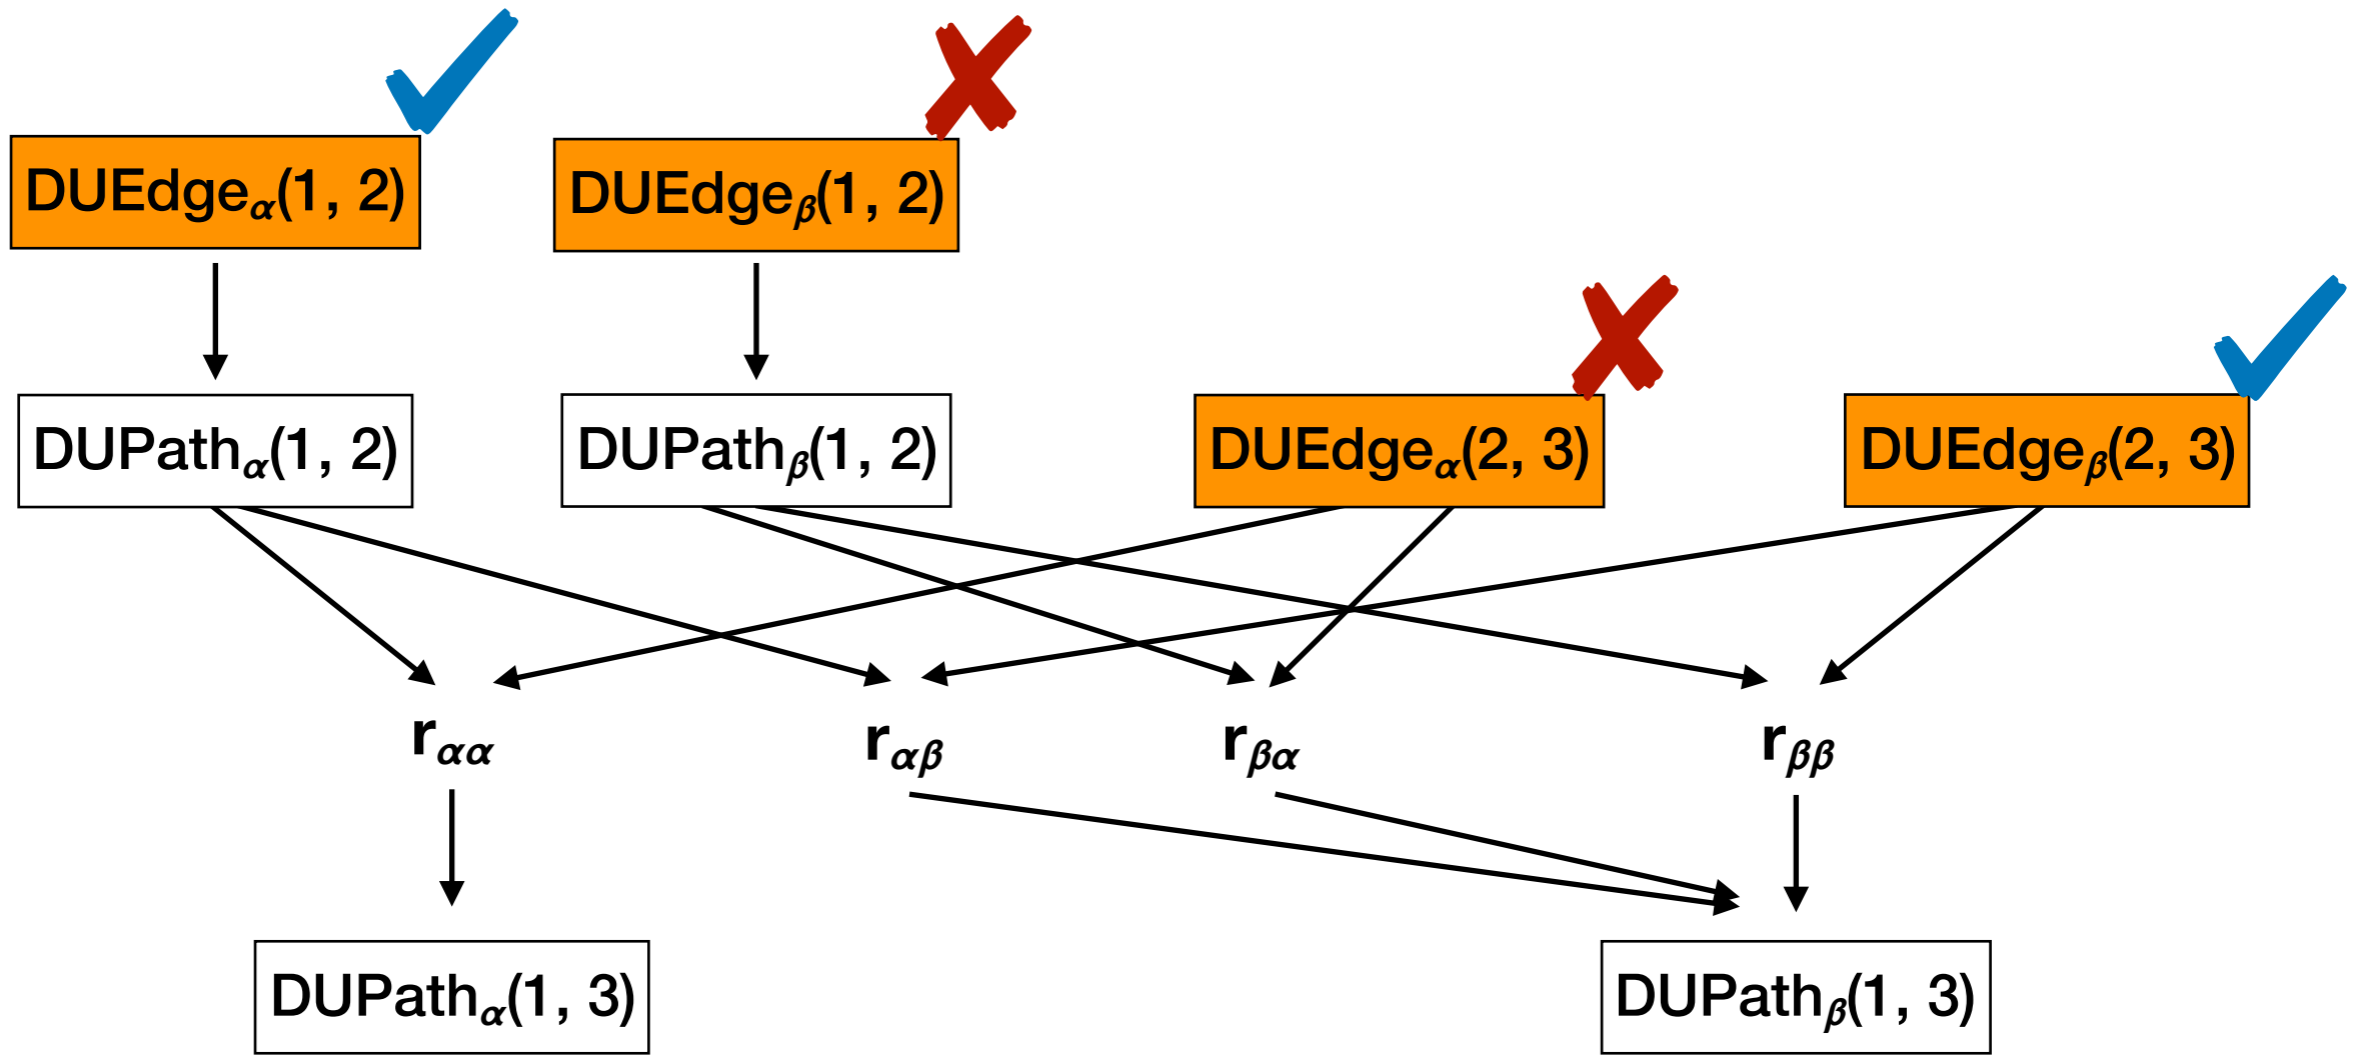 DUEdgeα(1, 2)
DUEdgeβ(1, 2)
DUPathα(1, 2)
DUPathβ(1, 2)
DUEdgeα(2, 3)
DUEdgeβ(2, 3)
rαα
rαβ
rβα
rββ
DUPathα(1, 3)
DUPathβ(1, 3)